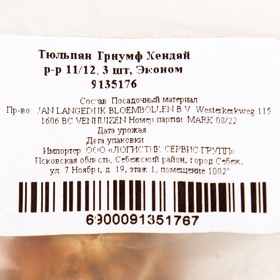 Тюльпан Триумф Хендай
р-р 11/12, 3 шт, Эконом
9135176
Состав: Посадочный материал
Пр-во: JAN LANGEDIJK BLOEMBOLLEN B.V. Westerkerkweg 115
1606 BC VENHUIZEN Номер партии: MARK 08/22
Дата урожая
Дата упаковки
Импортер: ООО «ЛОГИСТИК СЕРВИС ГРУПП»
Псковская область, Себежский район, город Себеж,
ул. 7 Ноября, д. 19, этаж 1, помещение 1002"
6900091351767